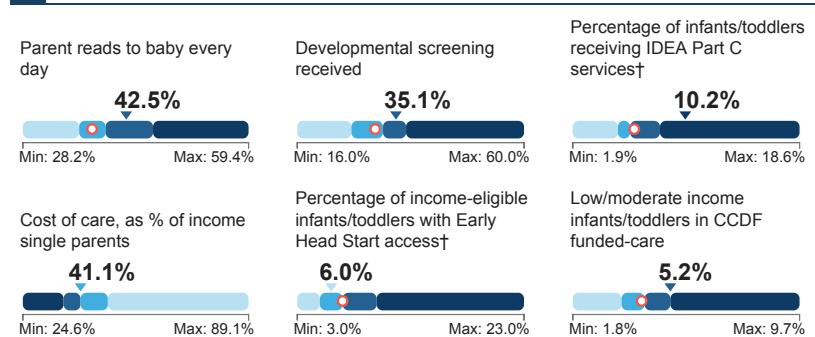 Parent reads to baby every
day
42.5%
Min: 28.2% Max: 59.4%
Developmental screening
received
35.1%
Min: 16.0% Max: 60.0%
Percentage of infants/toddlers
receiving IDEA Part C
services†
10.2%
Min: 1.9% Max: 18.6%
Cost of care, as % of income
single parents
41.1%
Min: 24.6% Max: 89.1%
Percentage of income-eligible
infants/toddlers with Early
Head Start access†
6.0%
Min: 3.0% Max: 23.0%
Low/moderate income
infants/toddlers in CCDF
funded-care
5.2%
Min: 1.8% Max: 9.7%